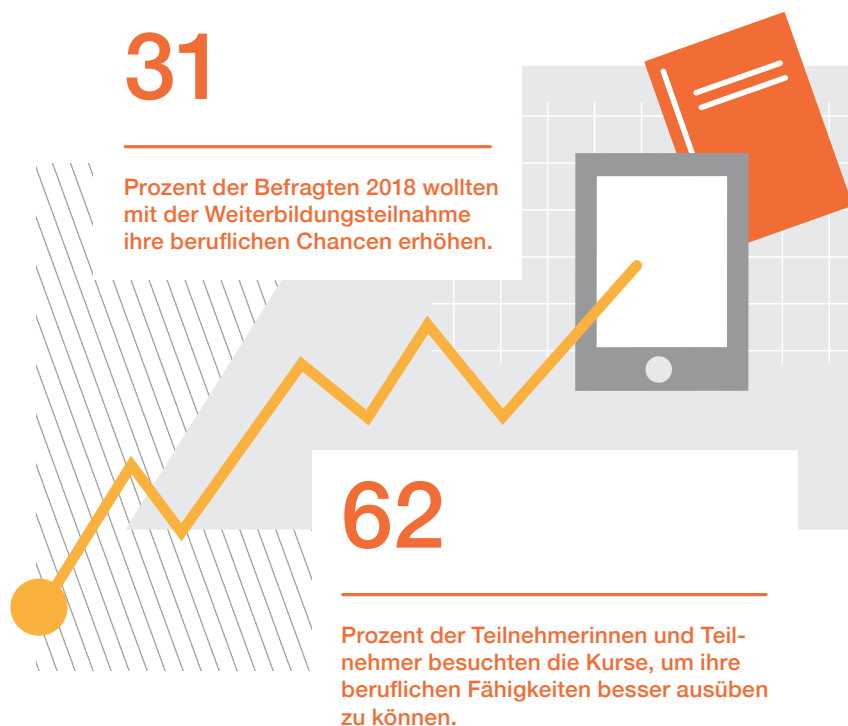 31
Prozent der Befragten 2018 wollten
mit der Weiterbildungsteilnahme
ihre beruflichen Chancen erhöhen.
62
Prozent der Teilnehmerinnen und Teil-
nehmer besuchten die Kurse, um ihre
beruflichen Fähigkeiten besser ausüben
zu können.